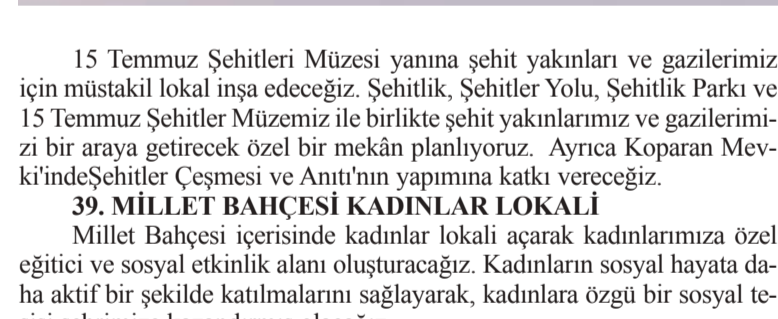 15 Temmuz Şehitleri Müzesi yanına şehit yakınları ve gazilerimiz
için müstakil lokal inşa edeceğiz. Şehitlik, Şehitler Yolu, Şehitlik Parkı ve
15 Temmuz Şehitler Müzemiz ile birlikte şehit yakınlarımız ve gazilerimi-
zi bir araya getirecek özel bir mekân planlıyoruz. Ayrıca Koparan Mev-
ki'indeŞehitler Çeşmesi ve Anıtı'nın yapımına katkı vereceğiz.
39. MİLLET BAHÇESİ KADINLAR LOKALİ
Millet Bahçesi içerisinde kadınlar lokali açarak kadınlarımıza özel
eğitici ve sosyal etkinlik alanı oluşturacağız. Kadınların sosyal hayata da-
ha aktif bir şekilde katılmalarını sağlayarak, kadınlara özgü bir sosyal te-